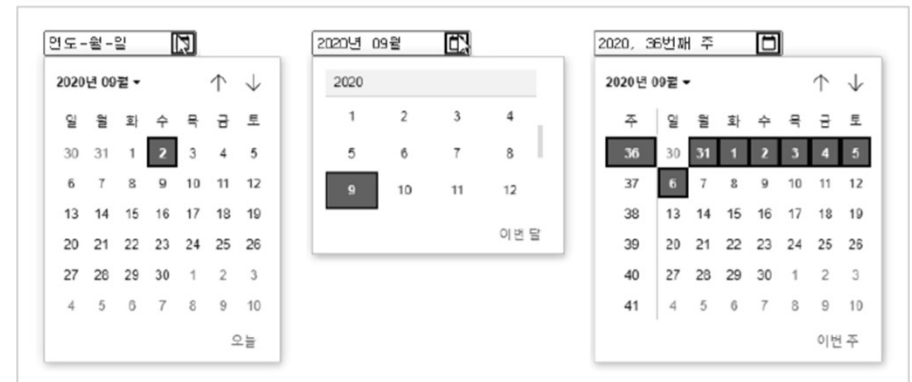 연도-월-일
2020년 09월
일 월 화 수 목 금 토
30 31 1 2 3 4 5
6 7 8 9 10 11 12
13 14 15 16 17 18 19
20 21 22 23 24 25 26
27 28 29 30 1 2 3
4 5 6 7 8 9 10
오늘
2020년 09월
2020
1 2 3 4
5 6 7 8
9 10 11 12
이번 달
2020, 36번째 주
2020년 09월
주 일 월 화 수 목 금 토
36 30 31 1 2 3 4 5
37 6 7 8 9 10 11 12
38 13 14 15 16 17 18 19
39 20 21 22 23 24 25 26
40 27 28 29 30 1 2 3
41 4 5 6 7 8 9 10
이번 주